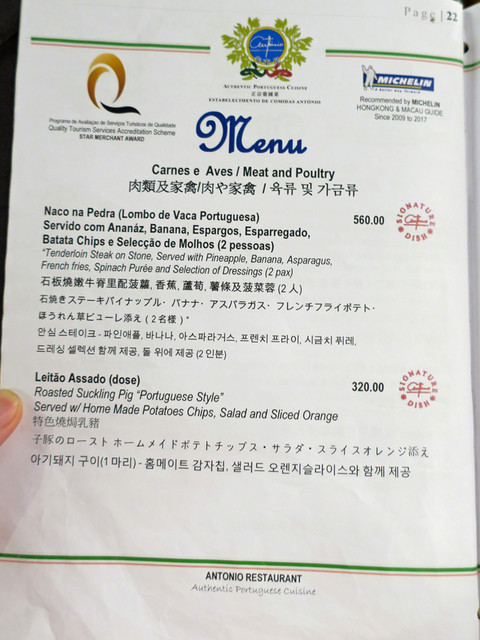 Page | 22
António
AUTHENTIC PORTUGUESE CUISINE
正宗葡國菜
ESTABELECIMENTO DE COMIDAS ANTÓNIO
Programa de Avaliação de Serviços Turísticos de Qualidade
Quality Tourism Services Accreditation Scheme
STAR MERCHANT AWARD
MICHELIN
Recommended by MICHELIN
HONGKONG & MACAU GUIDE
Since 2009 to 2017
Menu
Carnes e Aves / Meat and Poultry
肉類及家禽/肉や家禽 / 육류 및 가금류
Naco na Pedra (Lombo de Vaca Portuguesa) 560.00
Servido com Ananáz, Banana, Espargos, Esparregado,
Batata Chips e Selecção de Molhos (2 pessoas)
"Tenderloin Steak on Stone, Served with Pineapple, Banana, Asparagus,
French fries, Spinach Purée and Selection of Dressings (2 pax)
石板燒嫩牛脊里配菠蘿, 香蕉, 蘆荀, 薯條及菠菜蓉 (2 人)
石焼きステーキパイナップル・バナナ・アスパラガス・フレンチフライポテト・
ほうれん草ピューレ添え (2名様) "
안심 스테이크 - 파인애플, 바나나, 아스파라거스, 프렌치 프라이, 시금치 퓌레,
드레싱 셀렉션 함께 제공, 돌 위에 제공 (2 인분)
SIGNATURE DISH
Leitão Assado (dose) 320.00
Roasted Suckling Pig "Portuguese Style"
Served w/ Home Made Potatoes Chips, Salad and Sliced Orange
特色燒焗乳豬
子豚のロースト ホームメイドポテトチップス・サラダ・スライスオレンジ添え
아기돼지 구이(1 마리) - 홈메이트 감자칩, 샐러드 오렌지슬라이스와 함께 제공
SIGNATURE DISH
ANTONIO RESTAURANT
Authentic Portuguese Cuisine